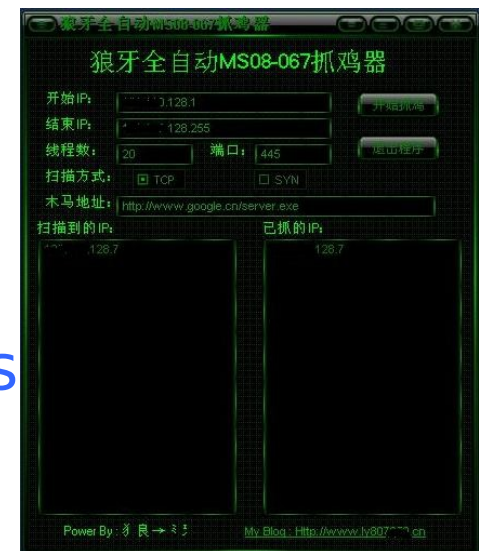 狼牙全自动MS08-067抓鸡器
狼牙全自动MS08-067抓鸡器
开始IP: .128.1
开始抓鸡
结束IP: 128.255
线程数: 20 端口: 445
退出程序
扫描方式: TCP SYN
木马地址: http://www.google.cn/server.exe
扫描到的IP: 已抓的IP:
.128.7 128.7
s
Power By:
My Blog : Http://www.ly807 .cn